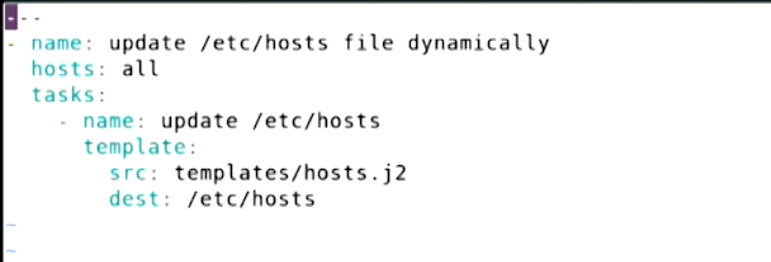 ---
- name: update /etc/hosts file dynamically
  hosts: all
  tasks:
    - name: update /etc/hosts
      template:
        src: templates/hosts.j2
        dest: /etc/hosts
~
~